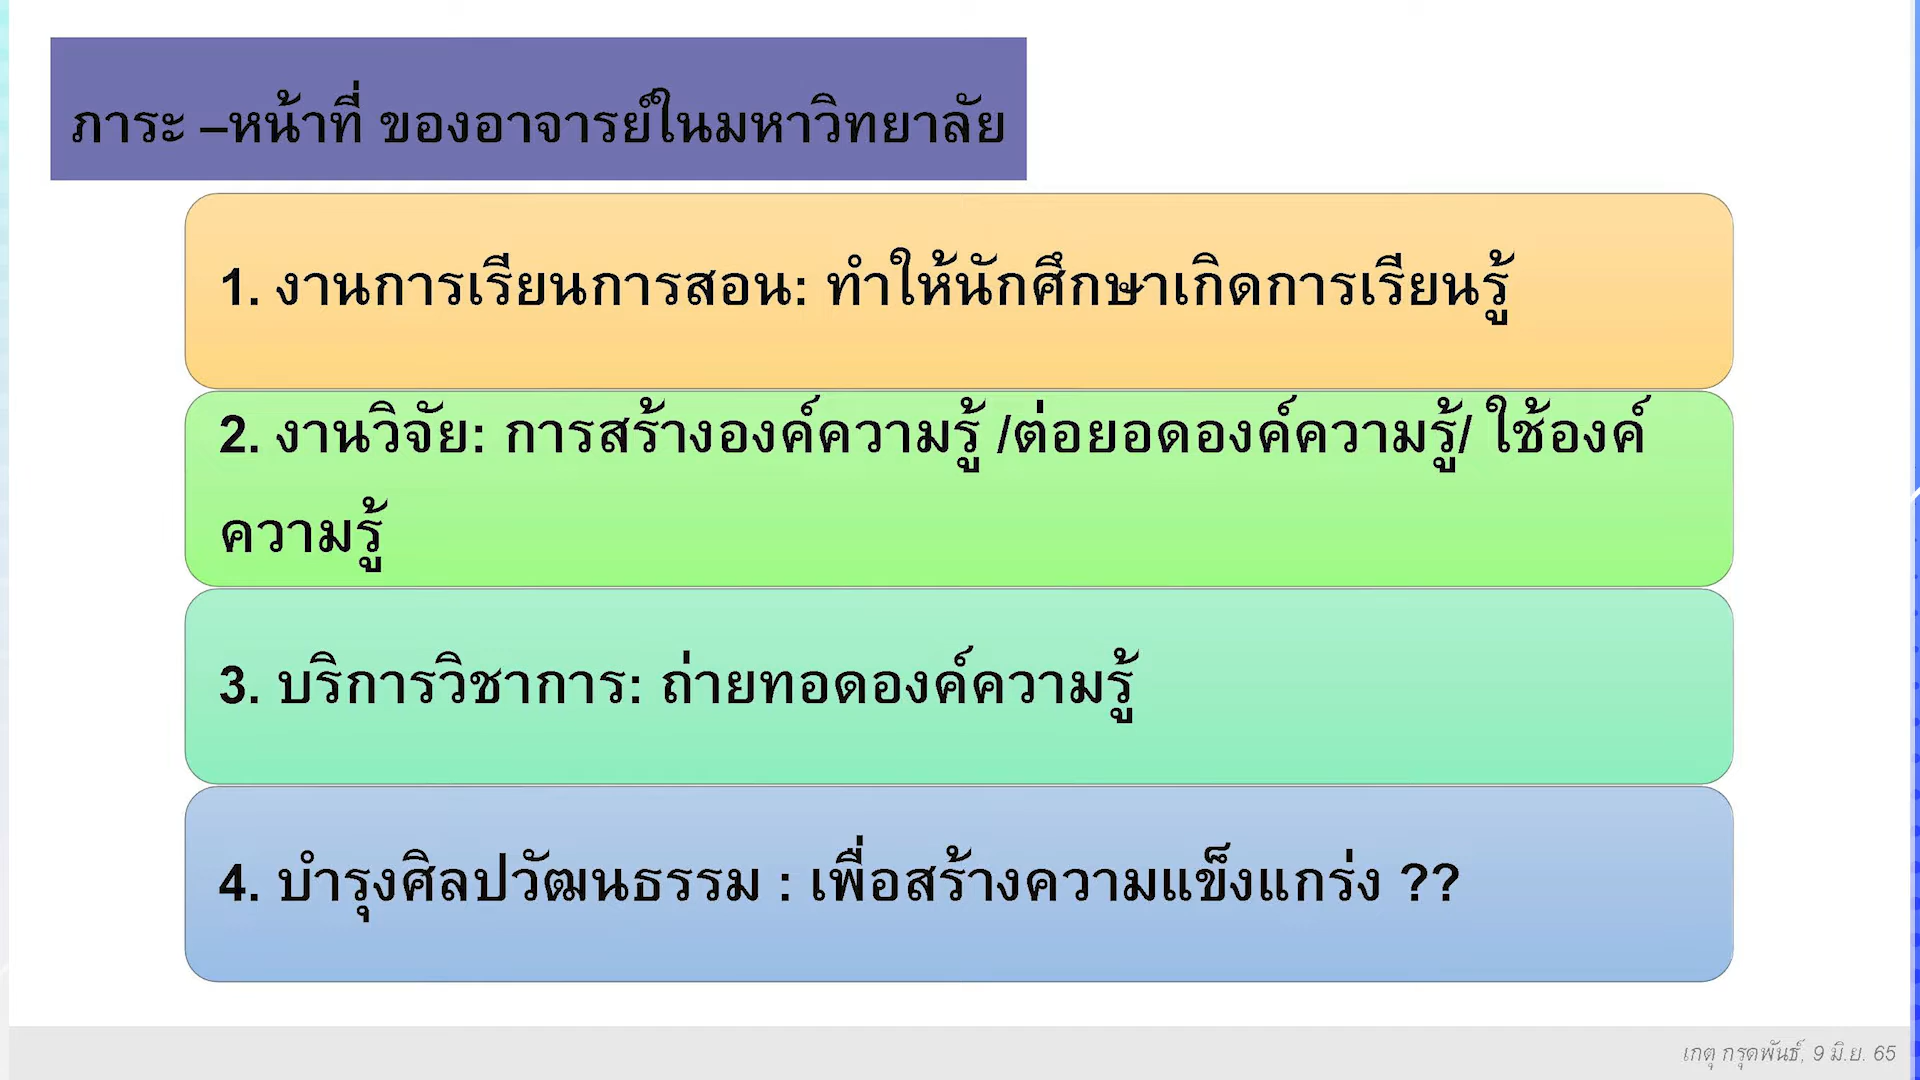 ภาระ –หน้าที่ ของอาจารย์ในมหาวิทยาลัย
1. งานการเรียนการสอน: ทำให้นักศึกษาเกิดการเรียนรู้
2. งานวิจัย: การสร้างองค์ความรู้ /ต่อยอดองค์ความรู้/ ใช้องค์
ความรู้
3. บริการวิชาการ: ถ่ายทอดองค์ความรู้
4. บำรุงศิลปวัฒนธรรม : เพื่อสร้างความแข็งแกร่ง ??
เกตุ กรุดพันธ์, 9 มิ.ย. 65